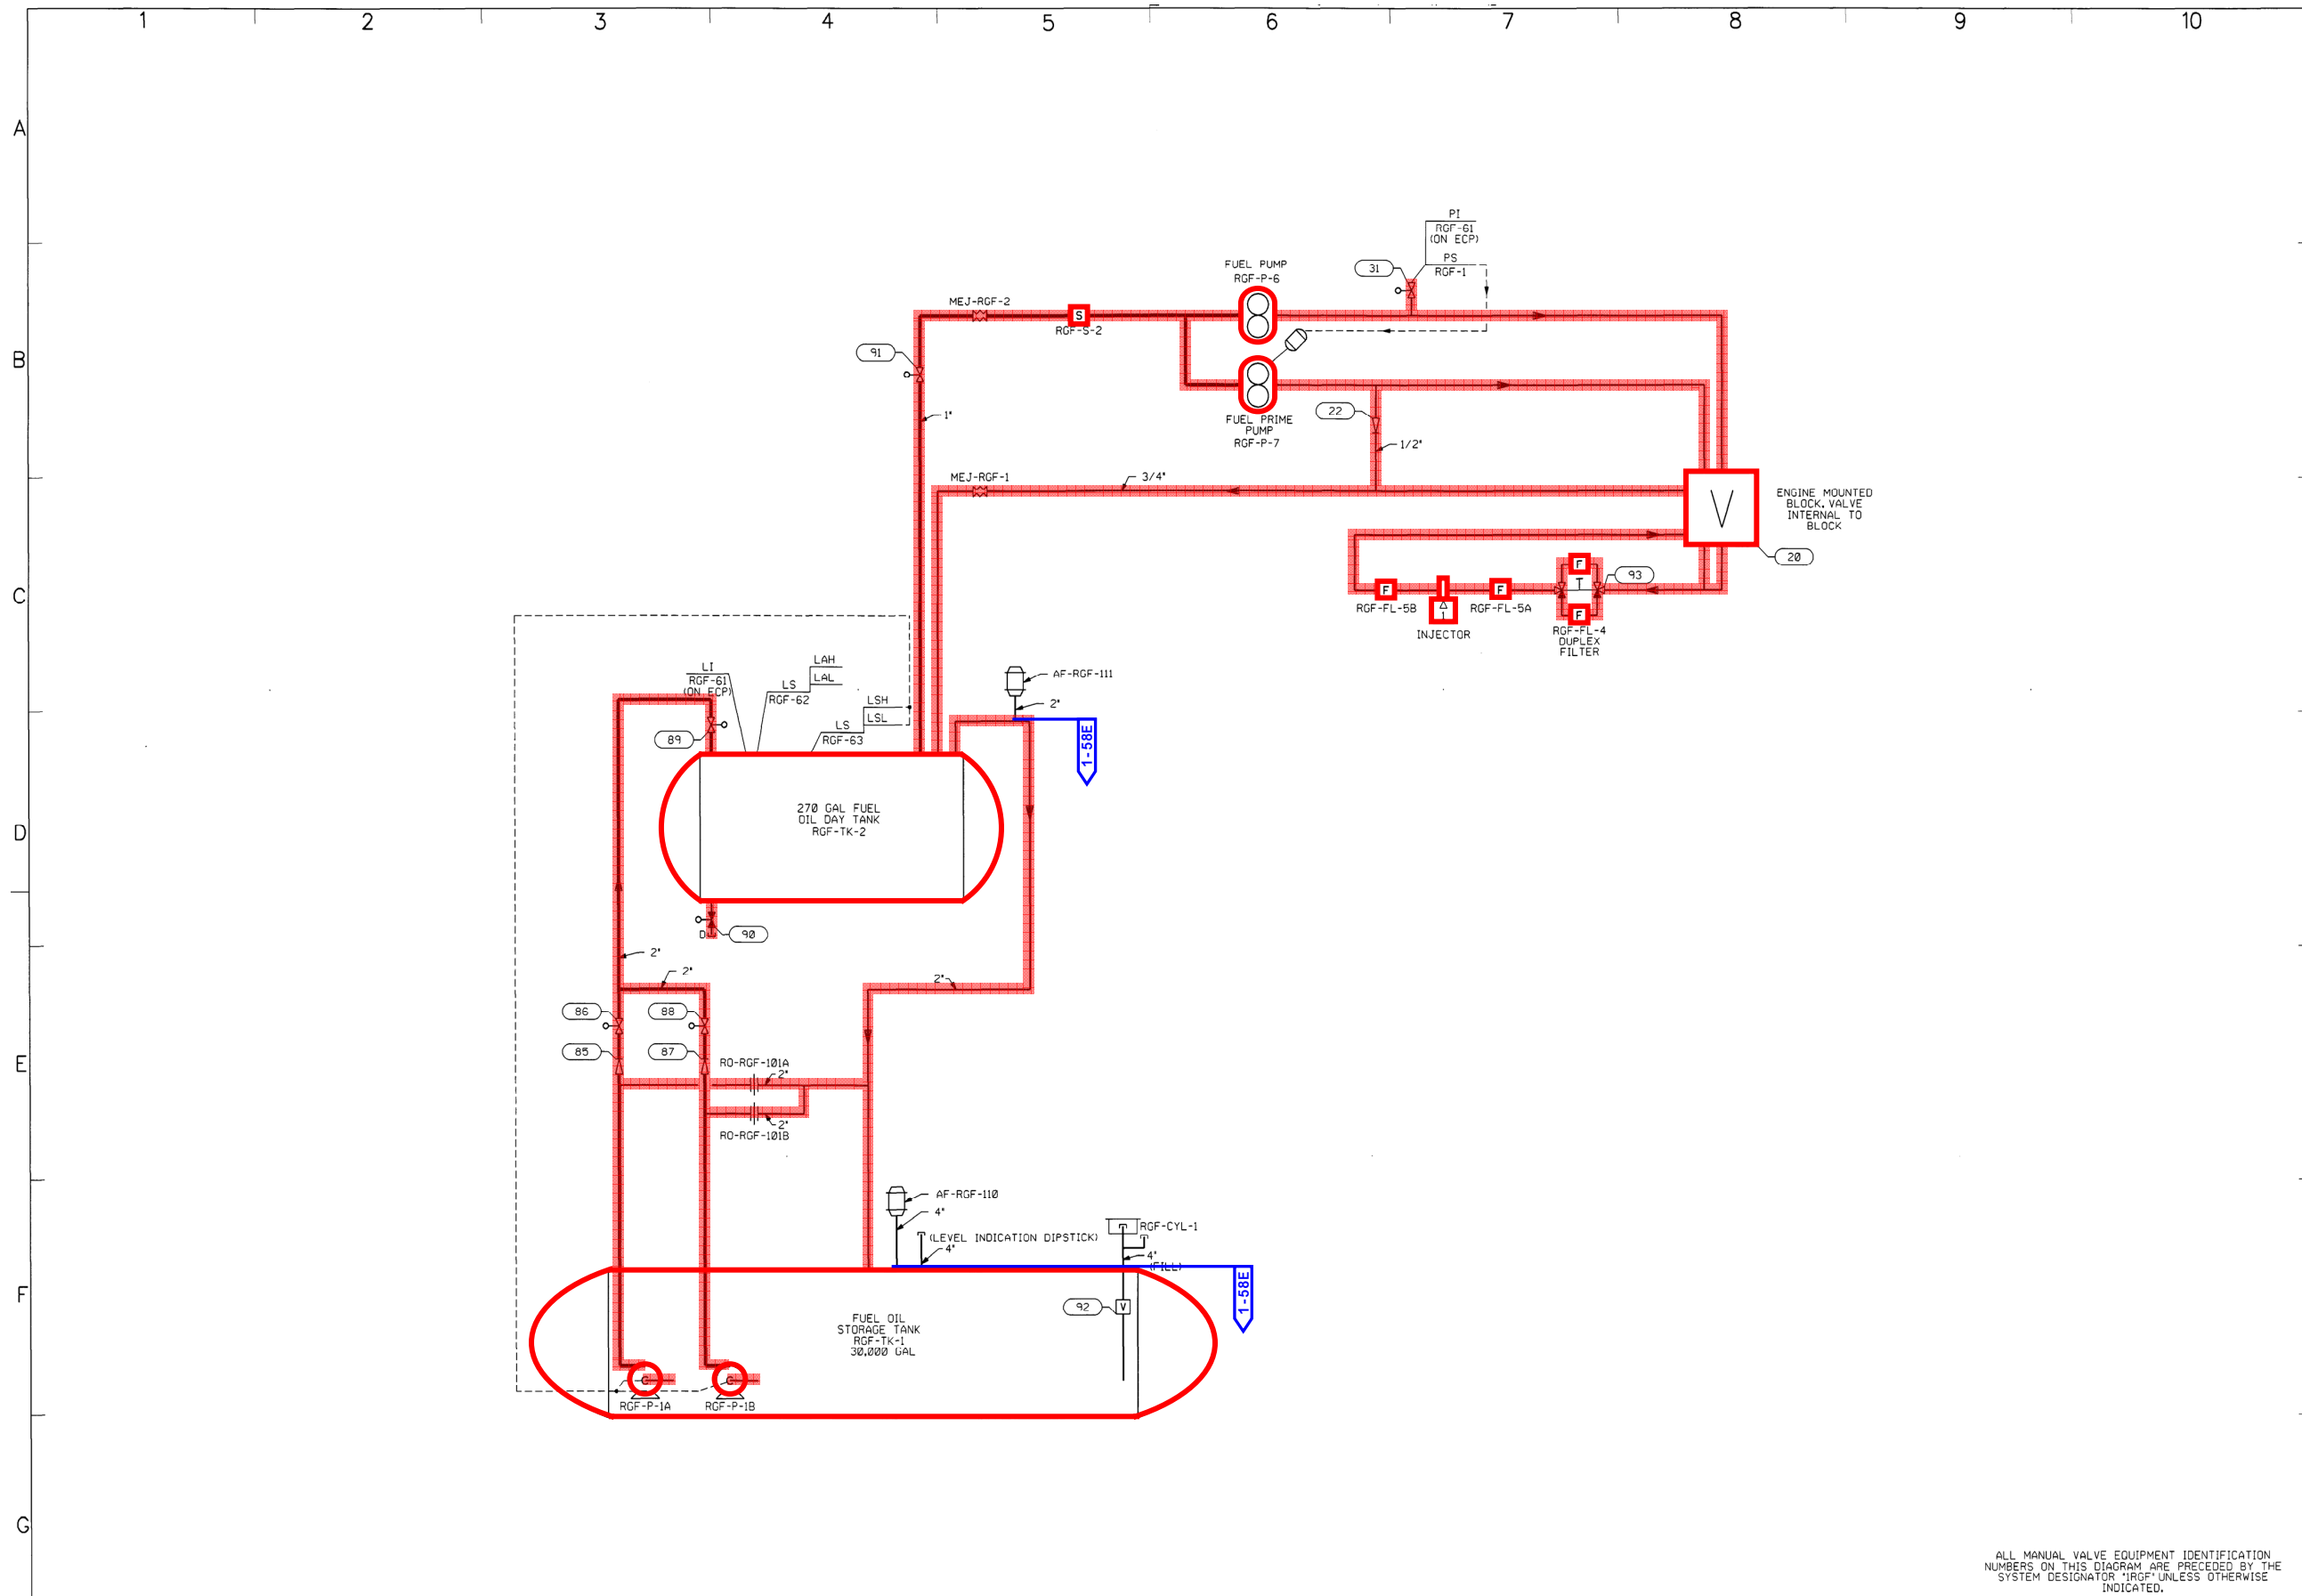 1 2 3 4 5 6 7 8 9 10
A
PI
RGF-61
(ON ECP)
PS
RGF-1
31
FUEL PUMP
RGF-P-6
MEJ-RGF-2
S
RGF-S-2
B
91
1"
22
FUEL PRIME
PUMP
RGF-P-7
1/2"
MEJ-RGF-1
3/4"
V
ENGINE MOUNTED
BLOCK, VALVE
INTERNAL TO
BLOCK
20
C
F
T
93
F
F
F
RGF-FL-5B
1
RGF-FL-5A
INJECTOR
RGF-FL-4
DUPLEX
FILTER
LI
RGF-61
(ON ECP)
LAH
LAL
LS
RGF-62
LSH
LSL
LS
RGF-63
AF-RGF-111
2"
1-58E
89
D
270 GAL FUEL
OIL DAY TANK
RGF-TK-2
D
90
2"
2"
2"
86
88
E
85
87
RO-RGF-101A
2"
2"
RO-RGF-101B
AF-RGF-110
4"
(LEVEL INDICATION DIPSTICK)
4"
RGF-CYL-1
4"
(FILL)
F
1-58E
92
V
FUEL OIL
STORAGE TANK
RGF-TK-1
30,000 GAL
C
C
RGF-P-1A
RGF-P-1B
G
ALL MANUAL VALVE EQUIPMENT IDENTIFICATION
NUMBERS ON THIS DIAGRAM ARE PRECEDED BY THE
SYSTEM DESIGNATOR "1RGF" UNLESS OTHERWISE
INDICATED.